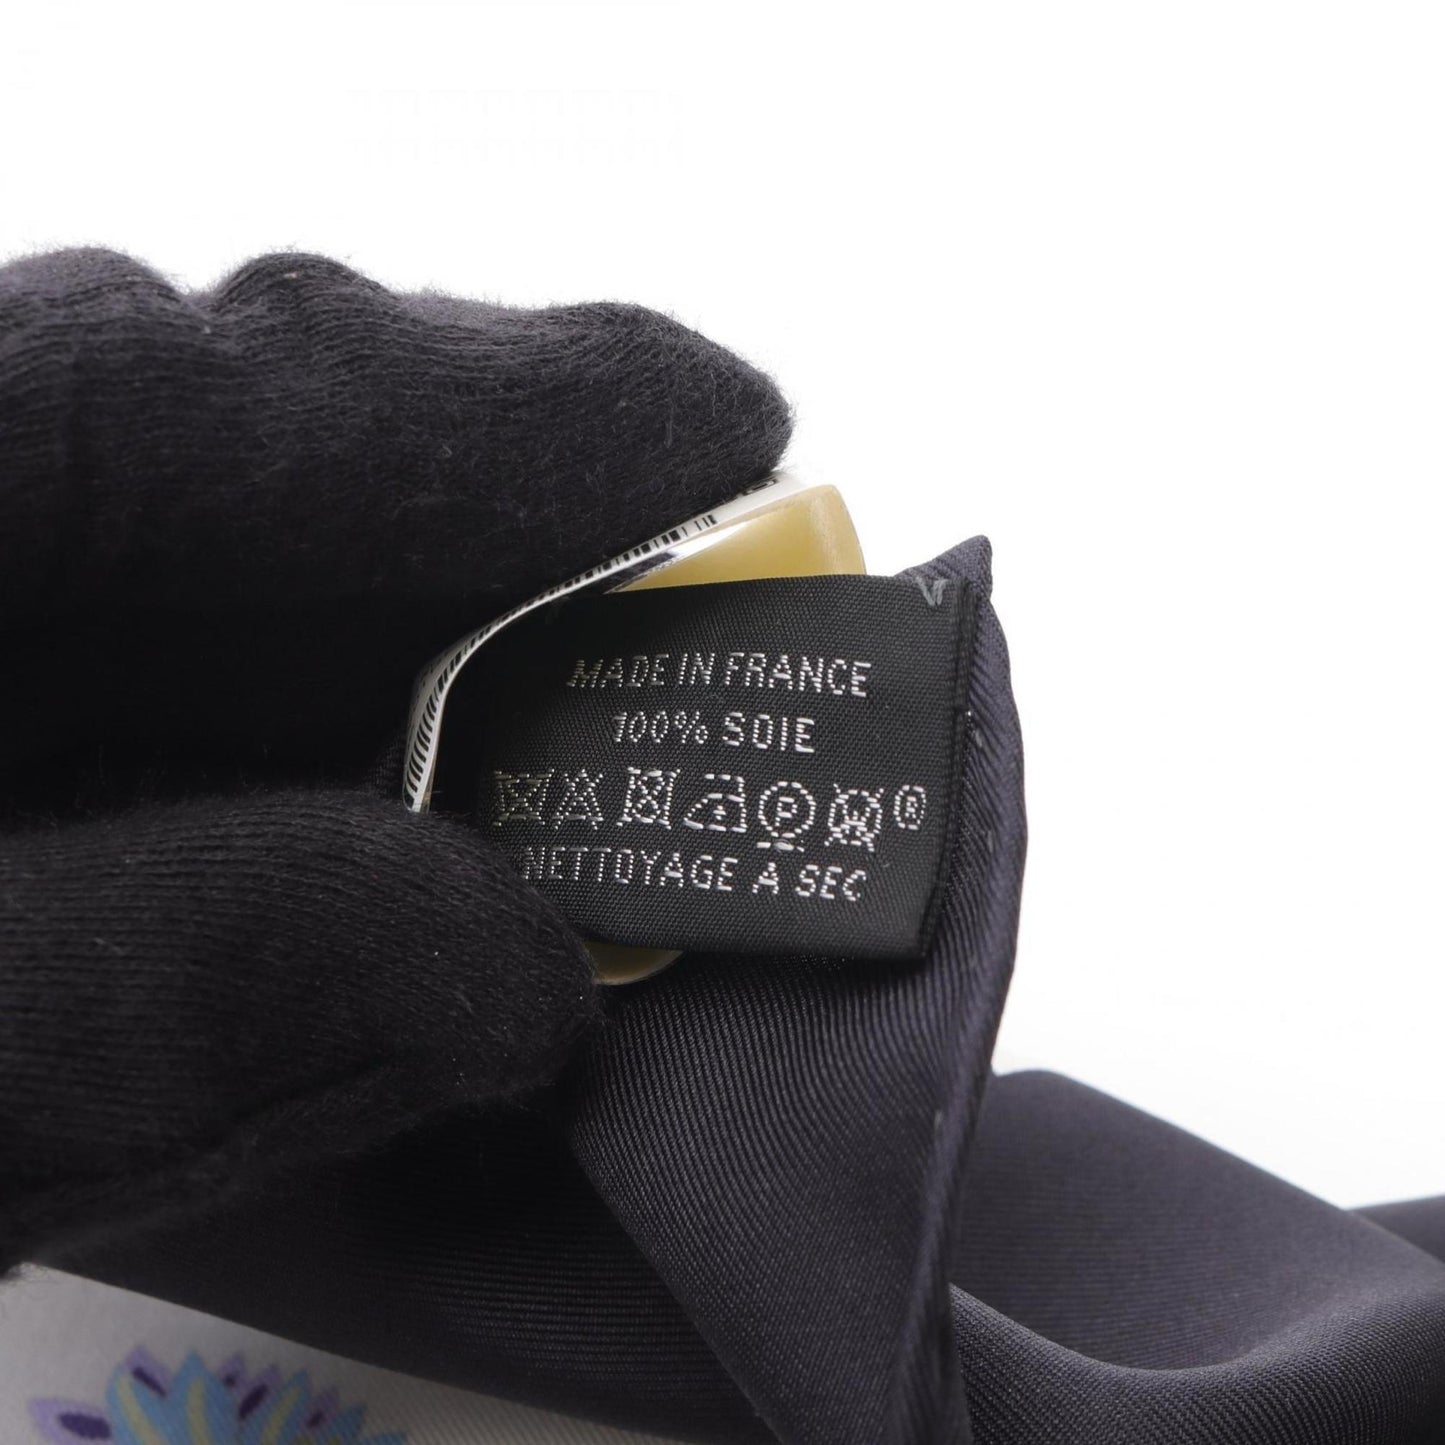 MADE IN FRANCE
100% SOIE
P W ®
NETTOYAGE A SEC